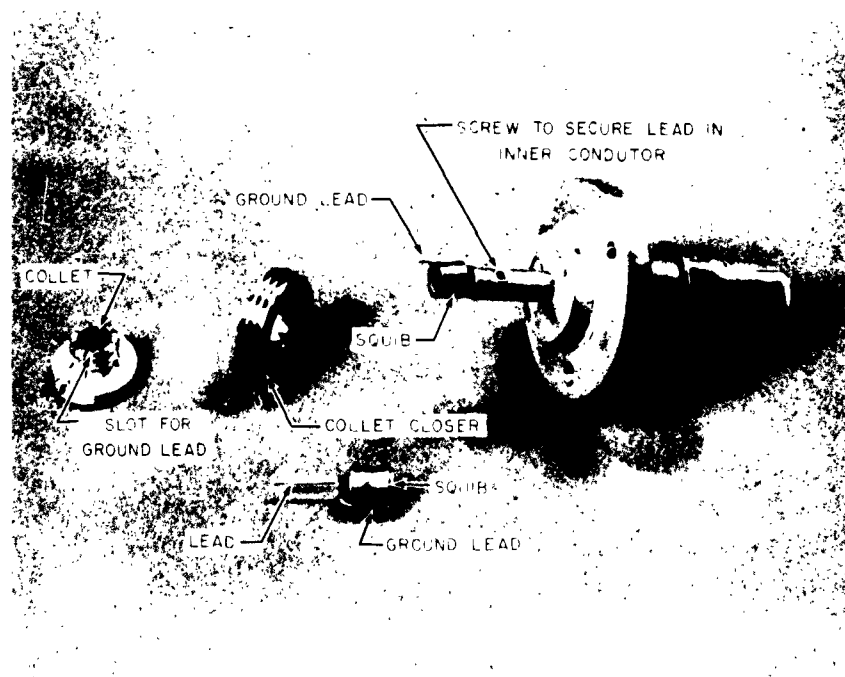 SCREW TO SECURE LEAD IN
INNER CONDUTOR
GROUND LEAD
COLLET
SQUIB
SLOT FOR
GROUND LEAD
COLLET CLOSER
SQUIB
LEAD
GROUND LEAD